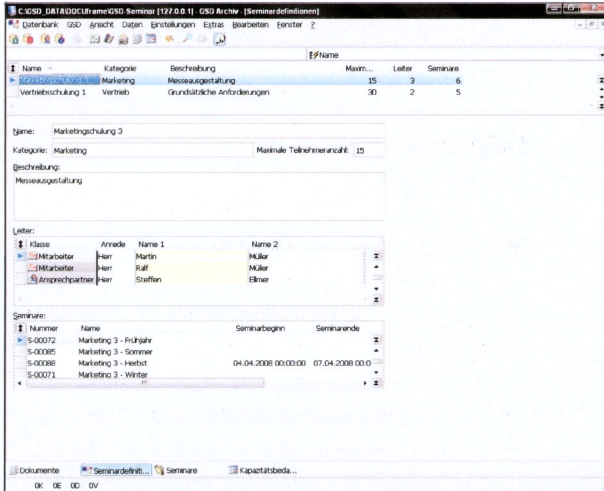 C:\GSD_DATA\DOCUframe\GSD-Seminar [127.0.0.1] - GSD Archiv - [Seminardefinitionen]
Datenbank GSD Ansicht Daten Einstellungen Extras Bearbeiten Fenster ?
Name
Name Kategorie Beschreibung Maxim... Leiter Seminare
Marketingschulung 3 Marketing Messeausgestaltung 15 3 6
Vertriebsschulung 1 Vertrieb Grundsätzliche Anforderungen 30 2 5
Name: Marketingschulung 3
Kategorie: Marketing Maximale Teilnehmeranzahl: 15
Beschreibung:
Messeausgestaltung
Leiter:
Klasse Anrede Name 1 Name 2
Mitarbeiter Herr Martin Müller
Mitarbeiter Herr Ralf Müller
Ansprechpartner Herr Steffen Ellmer
Seminare:
Nummer Name Seminarbeginn Seminarende
S-00072 Marketing 3 - Frühjahr
S-00085 Marketing 3 - Sommer
S-00088 Marketing 3 - Herbst 04.04.2008 00:00:00 07.04.2008 00:0
S-00071 Marketing 3 - Winter
Dokumente Seminardefiniti... Seminare Kapazitätsbeda...
0K 0E 0D 0V